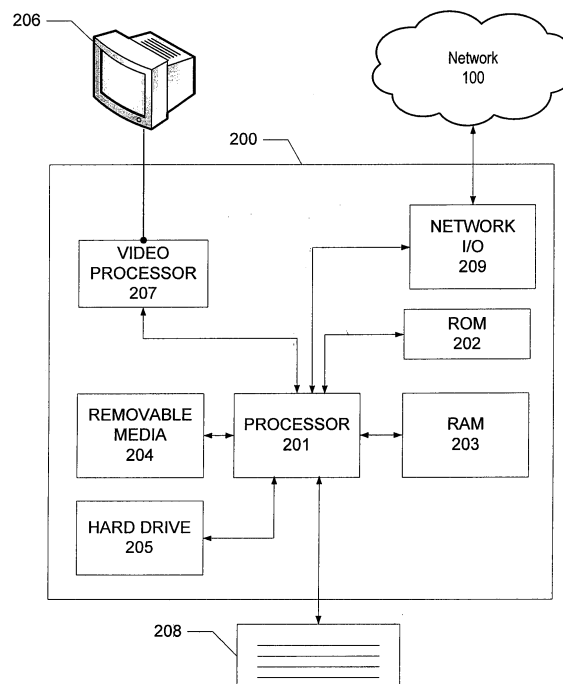 206
Network
100
200
NETWORK
I/O
209
VIDEO
PROCESSOR
207
ROM
202
REMOVABLE
MEDIA
204
PROCESSOR
201
RAM
203
HARD DRIVE
205
208